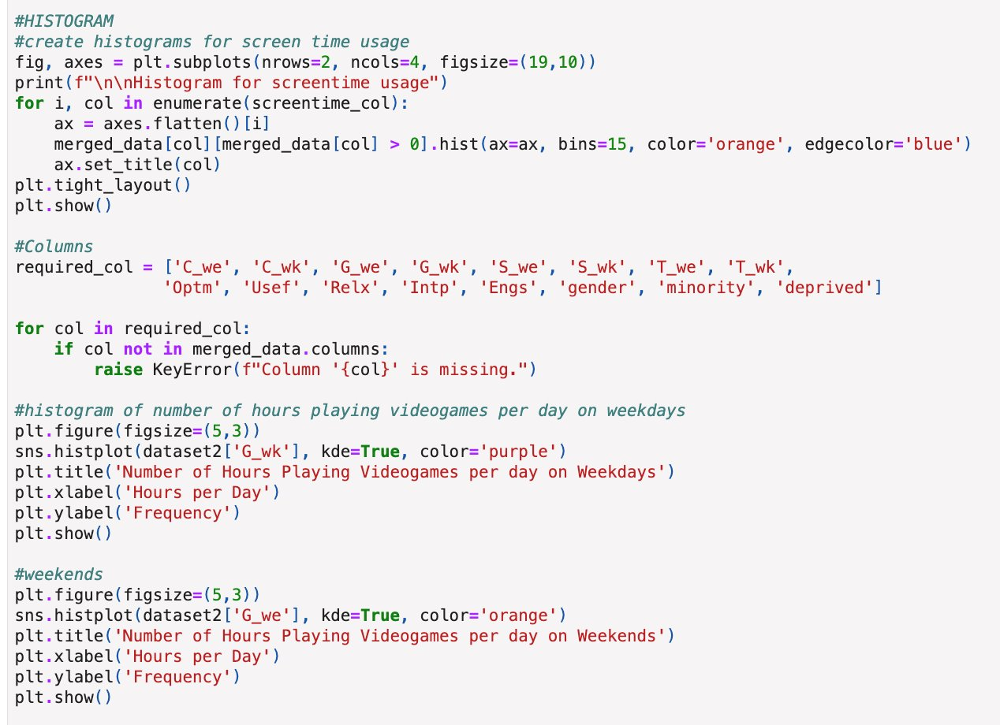 #HISTOGRAM
#create histograms for screen time usage
fig, axes = plt.subplots(nrows=2, ncols=4, figsize=(19,10))
print(f"\n\nHistogram for screentime usage")
for i, col in enumerate(screentime_col):
    ax = axes.flatten()[i]
    merged_data[col][merged_data[col] > 0].hist(ax=ax, bins=15, color='orange', edgecolor='blue')
    ax.set_title(col)
plt.tight_layout()
plt.show()

#Columns
required_col = ['C_we', 'C_wk', 'G_we', 'G_wk', 'S_we', 'S_wk', 'T_we', 'T_wk',
               'Optm', 'Usef', 'Relx', 'Intp', 'Engs', 'gender', 'minority', 'deprived']

for col in required_col:
    if col not in merged_data.columns:
        raise KeyError(f"Column '{col}' is missing.")

#histogram of number of hours playing videogames per day on weekdays
plt.figure(figsize=(5,3))
sns.histplot(dataset2['G_wk'], kde=True, color='purple')
plt.title('Number of Hours Playing Videogames per day on Weekdays')
plt.xlabel('Hours per Day')
plt.ylabel('Frequency')
plt.show()

#weekends
plt.figure(figsize=(5,3))
sns.histplot(dataset2['G_we'], kde=True, color='orange')
plt.title('Number of Hours Playing Videogames per day on Weekends')
plt.xlabel('Hours per Day')
plt.ylabel('Frequency')
plt.show()